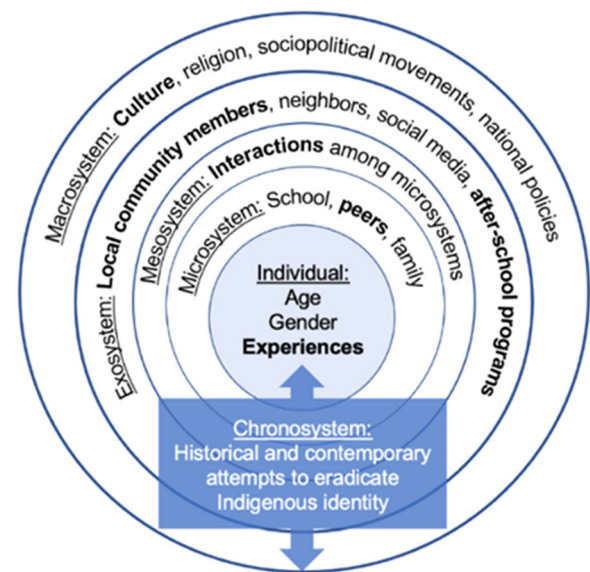 Macrosystem: Culture, religion, sociopolitical movements, national policies
Exosystem: Local community members, neighbors, social media, after-school programs
Mesosystem: Interactions among microsystems
Microsystem: School, peers, family
Individual:
Age
Gender
Experiences
Chronosystem:
Historical and contemporary
attempts to eradicate
Indigenous identity